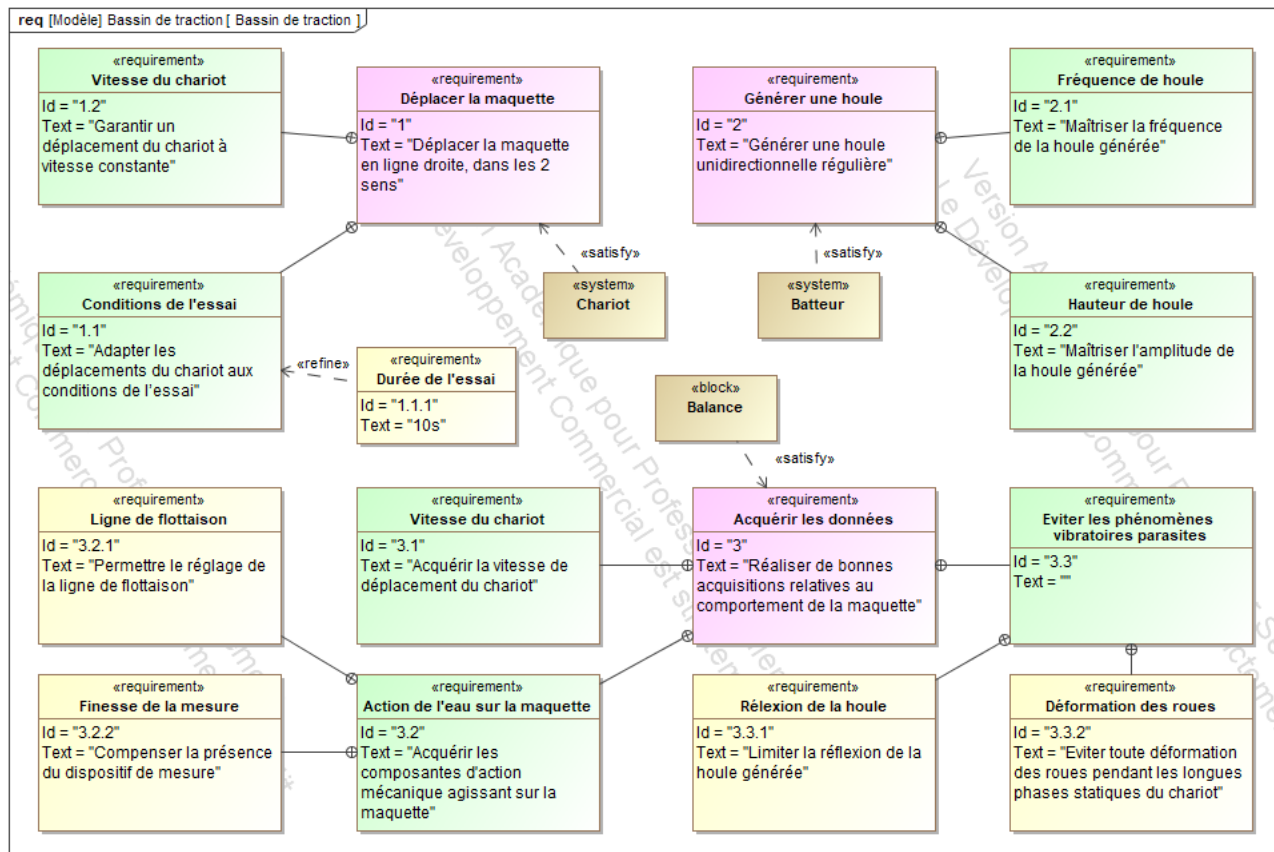 req [Modèle] Bassin de traction [ Bassin de traction ]
«requirement»
Vitesse du chariot
Id = "1.2"
Text = "Garantir un
déplacement du chariot à
vitesse constante"
«requirement»
Déplacer la maquette
Id = "1"
Text = "Déplacer la maquette
en ligne droite, dans les 2
sens"
«requirement»
Générer une houle
Id = "2"
Text = "Générer une houle
unidirectionnelle régulière"
«requirement»
Fréquence de houle
Id = "2.1"
Text = "Maîtriser la fréquence
de la houle générée"
«satisfy»
«satisfy»
«requirement»
Conditions de l'essai
Id = "1.1"
Text = "Adapter les
déplacements du chariot aux
conditions de l'essai"
«system»
Chariot
«system»
Batteur
«requirement»
Hauteur de houle
Id = "2.2"
Text = "Maîtriser l'amplitude de
la houle générée"
«refine»
«requirement»
Durée de l'essai
Id = "1.1.1"
Text = "10s"
«block»
Balance
«satisfy»
«requirement»
Ligne de flottaison
Id = "3.2.1"
Text = "Permettre le réglage de
la ligne de flottaison"
«requirement»
Vitesse du chariot
Id = "3.1"
Text = "Acquérir la vitesse de
déplacement du chariot"
«requirement»
Acquérir les données
Id = "3"
Text = "Réaliser de bonnes
acquisitions relatives au
comportement de la maquette"
«requirement»
Eviter les phénomènes
vibratoires parasites
Id = "3.3"
Text = ""
«requirement»
Finesse de la mesure
Id = "3.2.2"
Text = "Compenser la présence
du dispositif de mesure"
«requirement»
Action de l'eau sur la maquette
Id = "3.2"
Text = "Acquérir les
composantes d'action
mécanique agissant sur la
maquette"
«requirement»
Rélexion de la houle
Id = "3.3.1"
Text = "Limiter la réflexion de la
houle générée"
«requirement»
Déformation des roues
Id = "3.3.2"
Text = "Eviter toute déformation
des roues pendant les longues
phases statiques du chariot"